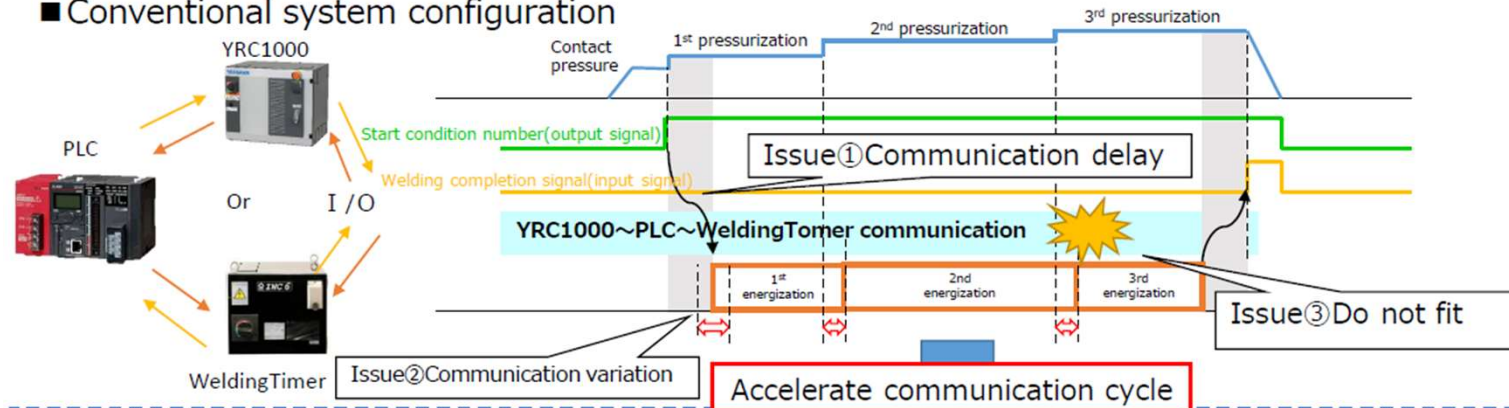 ■Conventional system configuration
YRC1000
PLC
Or
I /O
WeldingTimer
Contact
pressure
1st pressurization
2nd pressurization
3rd pressurization
Start condition number(output signal)
Welding completion signal(input signal)
Issue①Communication delay
YRC1000～PLC～WeldingTomer communication
1st
energization
2nd
energization
3rd
energization
Issue③Do not fit
Issue②Communication variation
Accelerate communication cycle